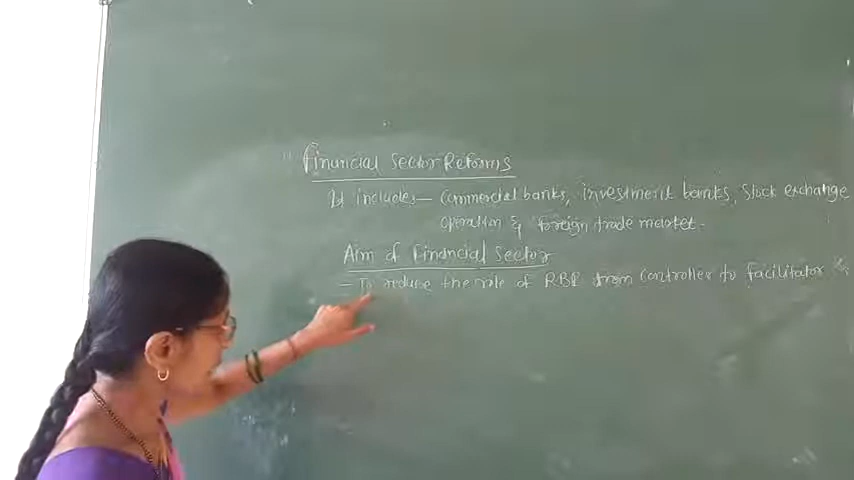 Financial Sector Reforms
It includes - Commercial banks, investment banks, Stock exchange
Operation & foreign trade market.
Aim of Financial Sector
- To reduse the role of RBI from Controller to facilitator